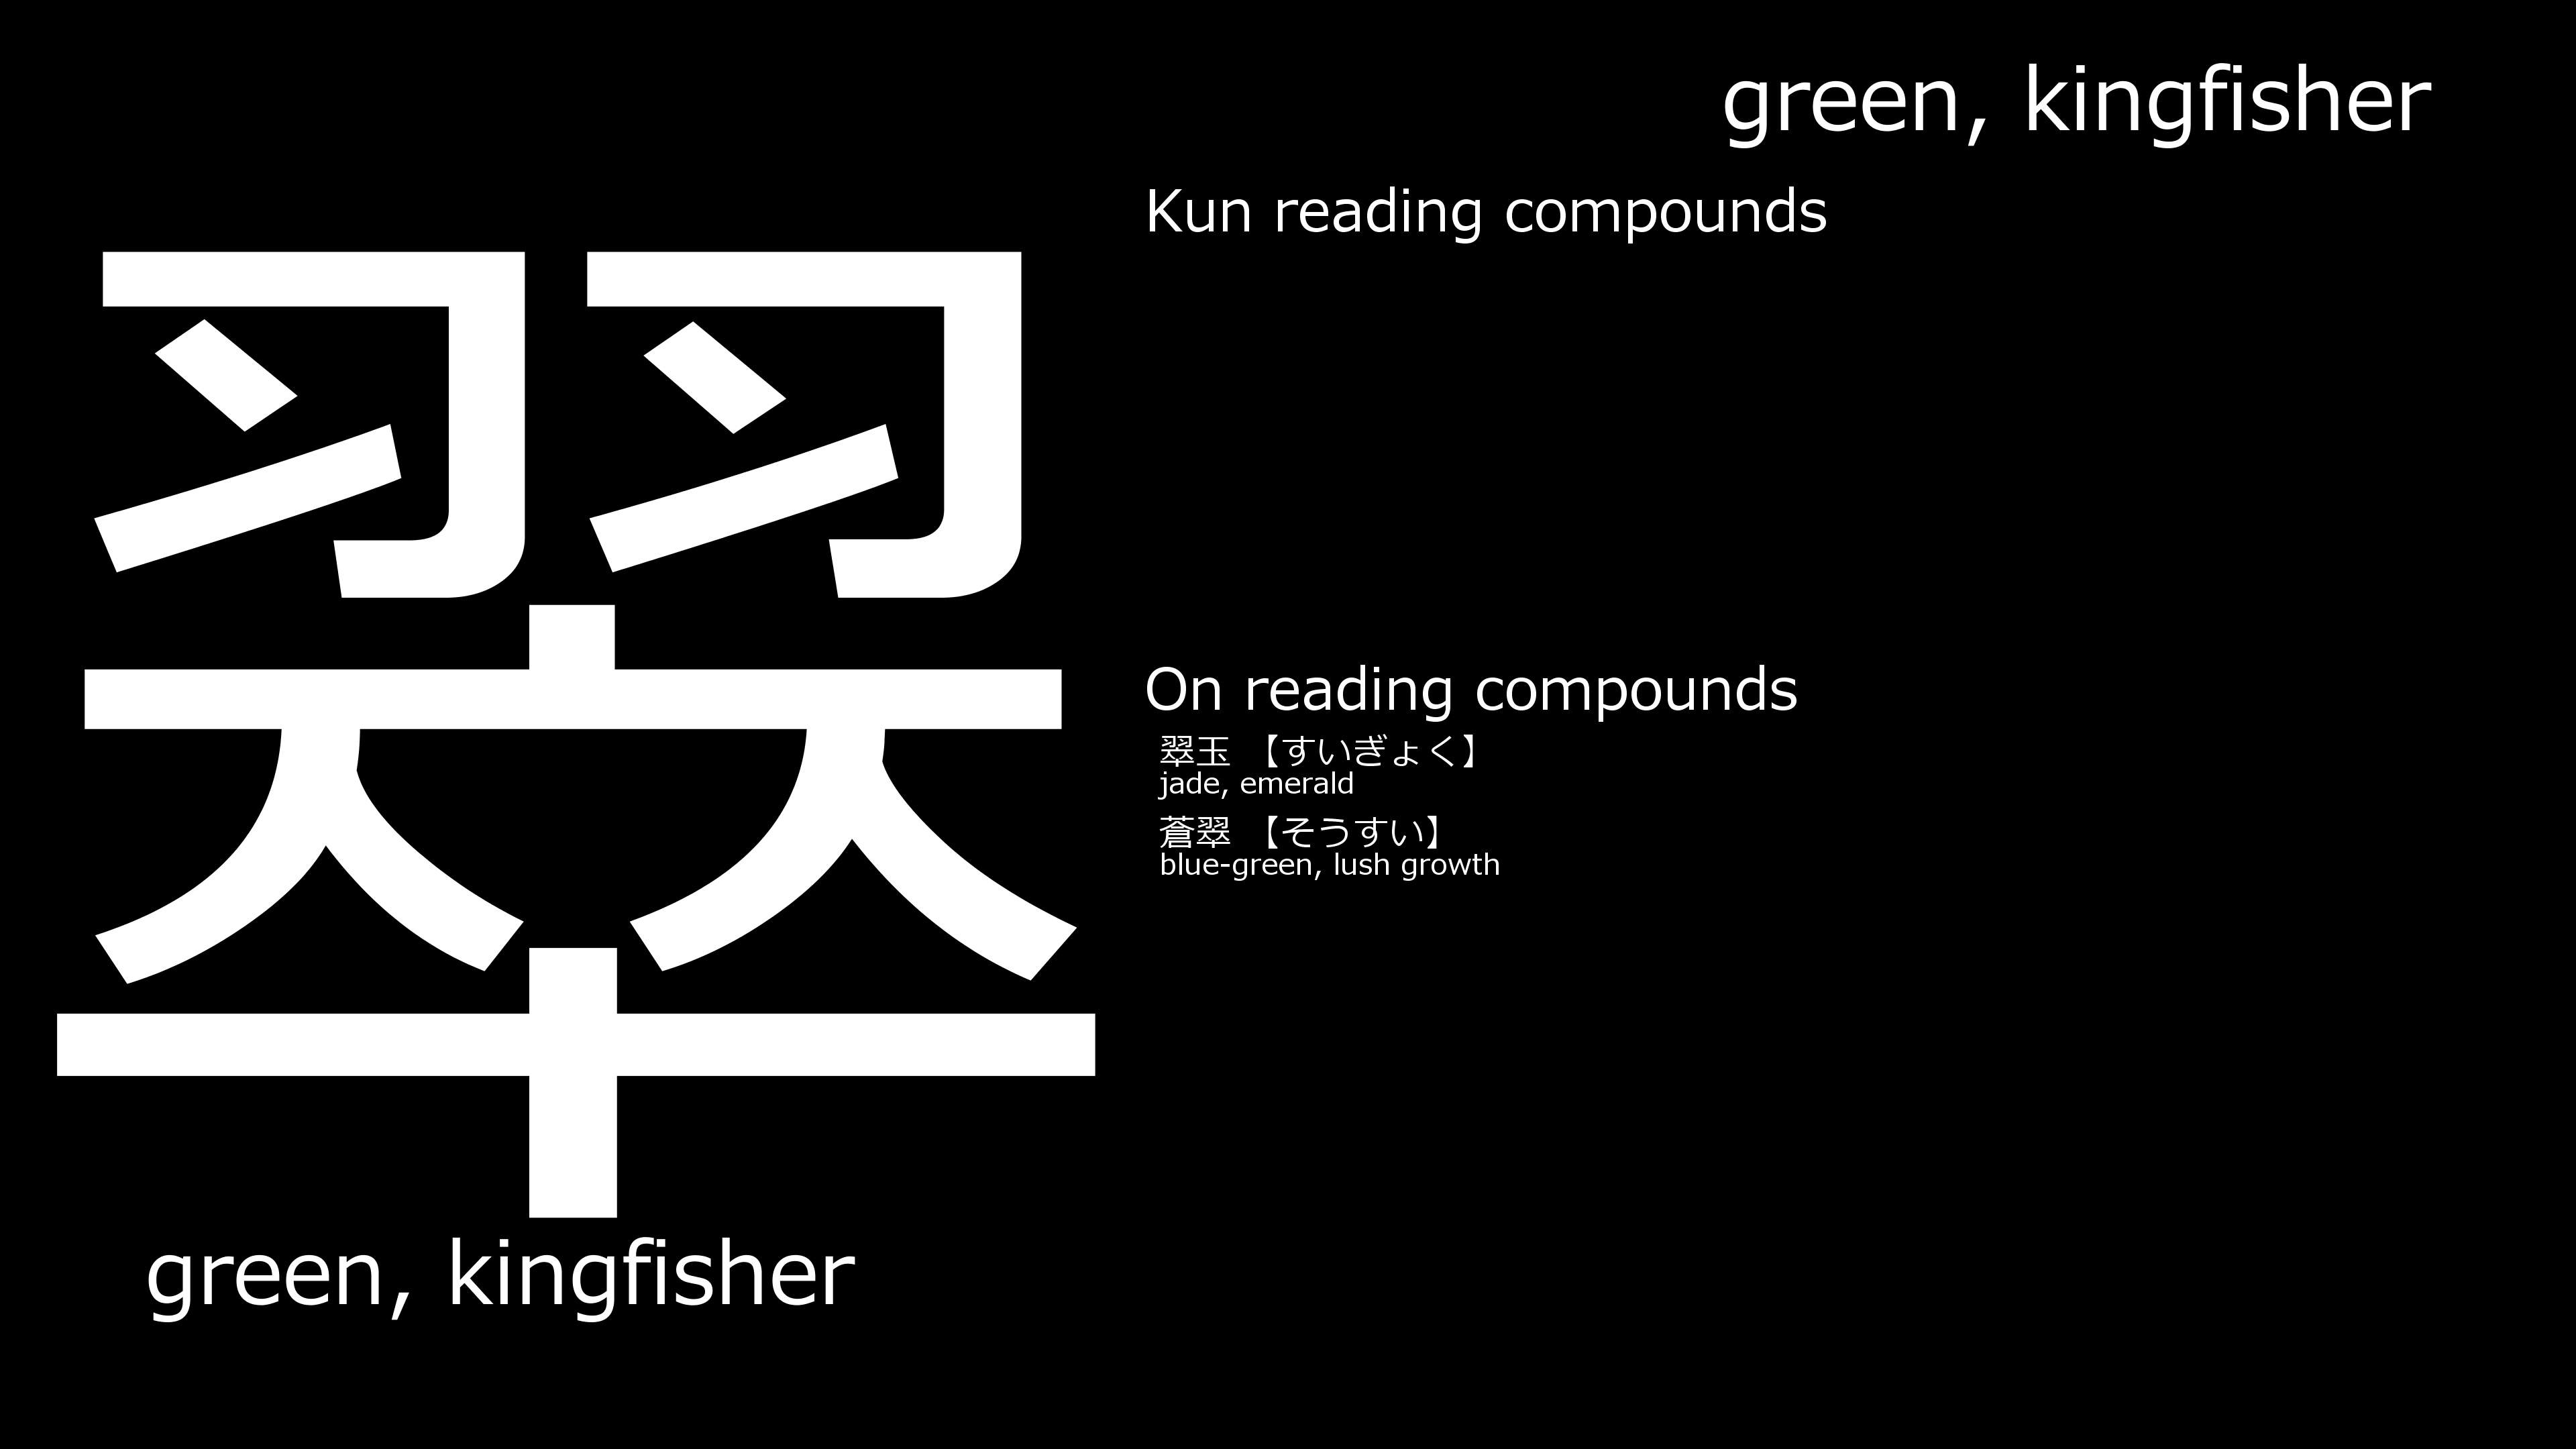 翠
green, kingfisher
green, kingfisher
Kun reading compounds
On reading compounds
翠玉 【すいぎょく】
jade, emerald
蒼翠 【そうすい】
blue-green, lush growth